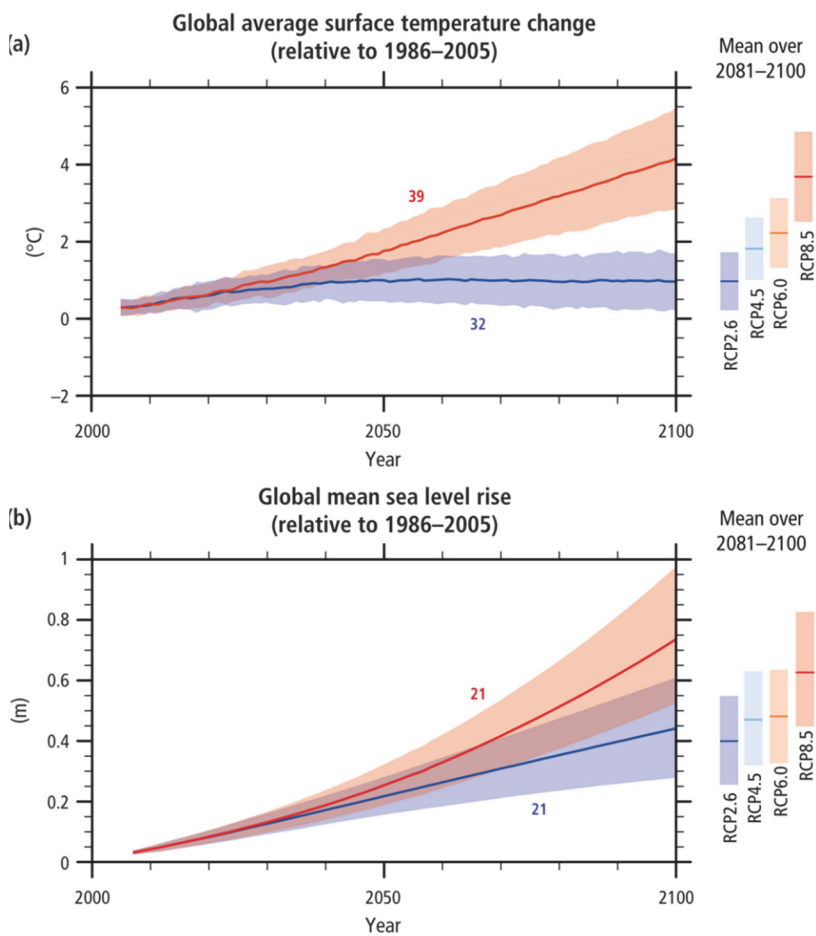 (a)
Global average surface temperature change
(relative to 1986–2005)
Mean over
2081–2100
6
4
2
0
−2
(°C)
39
32
2000
2050
2100
Year
RCP2.6
RCP4.5
RCP6.0
RCP8.5
(b)
Global mean sea level rise
(relative to 1986–2005)
Mean over
2081–2100
1
0.8
0.6
0.4
0.2
0
(m)
21
21
2000
2050
2100
Year
RCP2.6
RCP4.5
RCP6.0
RCP8.5